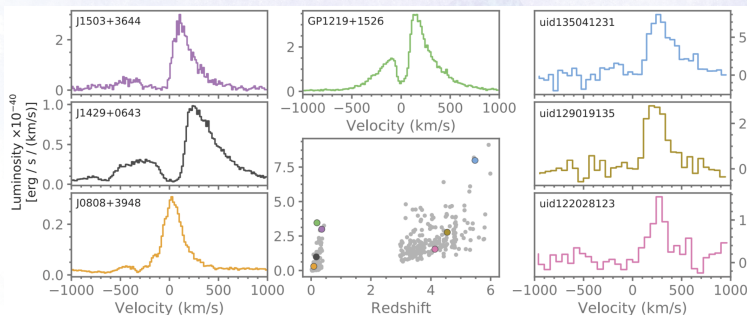 J1503+3644
2
0
Luminosity ×10⁻⁴⁰
[erg / s / (km/s)]
J1429+0643
1.0
0.5
0.0
J0808+3948
0.2
0.0
−1000 −500 0 500 1000
Velocity (km/s)
GP1219+1526
2
0
−1000 −500 0 500 1000
Velocity (km/s)
7.5
5.0
2.5
0.0
0 2 4 6
Redshift
uid135041231
5
0
uid129019135
2
0
uid122028123
1
0
−1000 −500 0 500 1000
Velocity (km/s)